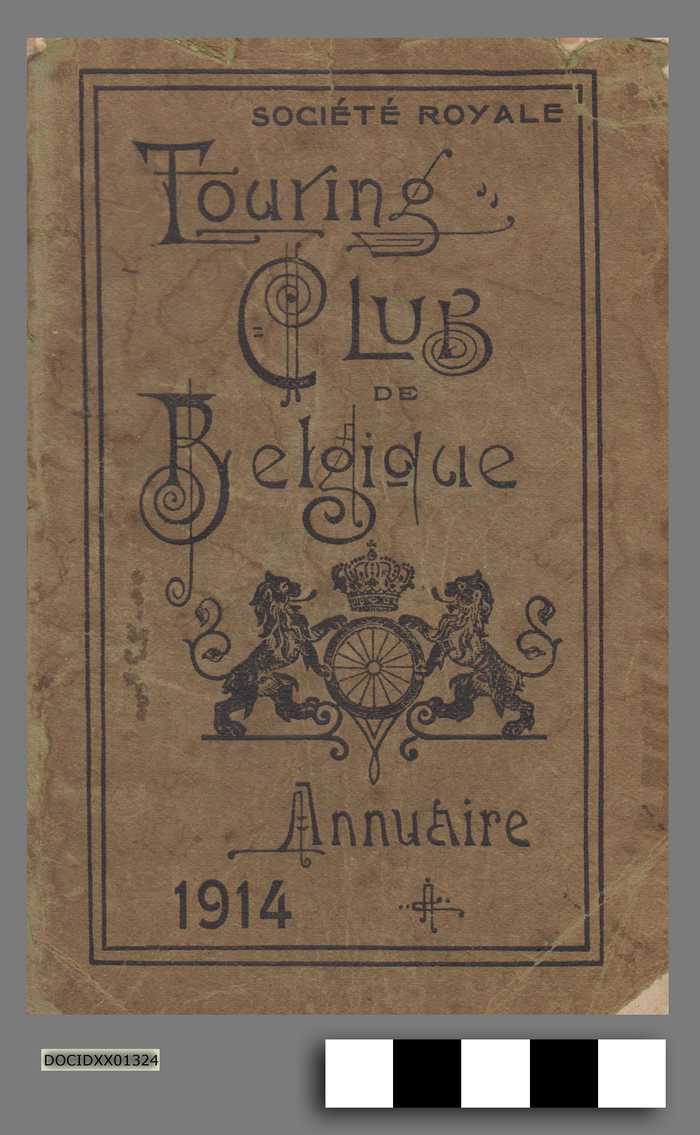 SOCIÉTÉ ROYALE
Touring
Club
DE
Belgique
Annuaire
1914
DOCIDXX01324